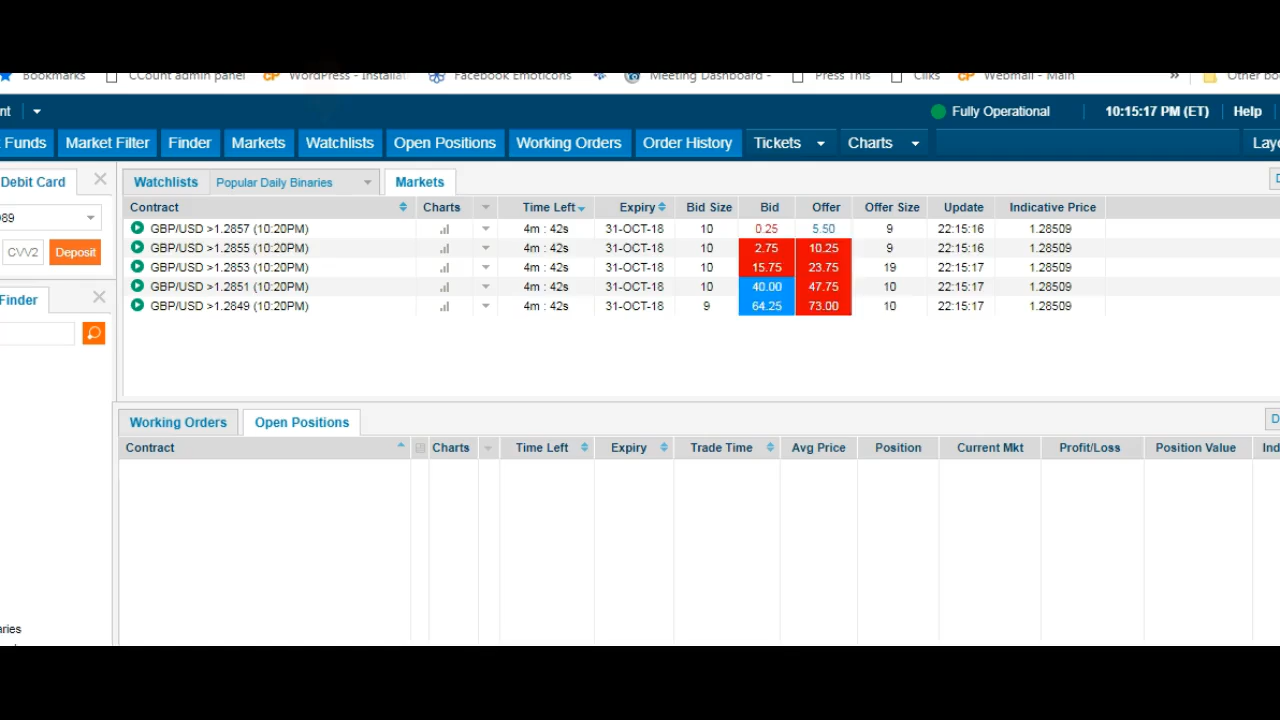 Bookmarks CCount admin panel WordPress - Installat Facebook Emoticons Meeting Dashboard - Press This Cliks Webmail - Main » Other bo
nt Fully Operational 10:15:17 PM (ET) Help
Funds Market Filter Finder Markets Watchlists Open Positions Working Orders Order History Tickets Charts Layo
Debit Card Watchlists Popular Daily Binaries Markets D
Contract Charts Time Left Expiry Bid Size Bid Offer Offer Size Update Indicative Price
89
GBP/USD >1.2857 (10:20PM) 4m : 42s 31-OCT-18 10 0.25 5.50 9 22:15:16 1.28509
CVV2 Deposit
GBP/USD >1.2855 (10:20PM) 4m : 42s 31-OCT-18 10 2.75 10.25 9 22:15:16 1.28509
GBP/USD >1.2853 (10:20PM) 4m : 42s 31-OCT-18 10 15.75 23.75 19 22:15:17 1.28509
GBP/USD >1.2851 (10:20PM) 4m : 42s 31-OCT-18 10 40.00 47.75 10 22:15:17 1.28509
Finder
GBP/USD >1.2849 (10:20PM) 4m : 42s 31-OCT-18 9 64.25 73.00 10 22:15:17 1.28509
Working Orders Open Positions D
Contract Charts Time Left Expiry Trade Time Avg Price Position Current Mkt Profit/Loss Position Value Ind
aries